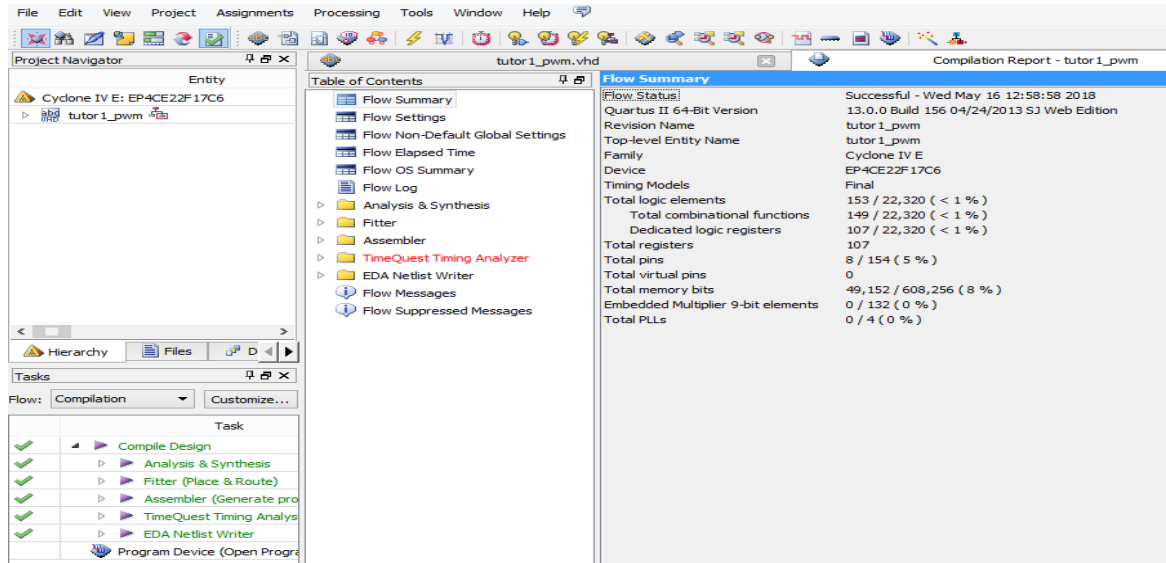 File Edit View Project Assignments Processing Tools Window Help
Project Navigator
Entity
Cyclone IV E: EP4CE22F17C6
tutor1_pwm
Hierarchy
Files
D
Tasks
Flow: Compilation
Customize...
Task
Compile Design
Analysis & Synthesis
Fitter (Place & Route)
Assembler (Generate pro
TimeQuest Timing Analys
EDA Netlist Writer
Program Device (Open Progra
tutor1_pwm.vhd
Compilation Report - tutor1_pwm
Table of Contents
Flow Summary
Flow Settings
Flow Non-Default Global Settings
Flow Elapsed Time
Flow OS Summary
Flow Log
Analysis & Synthesis
Fitter
Assembler
TimeQuest Timing Analyzer
EDA Netlist Writer
Flow Messages
Flow Suppressed Messages
Flow Summary
Flow Status Successful - Wed May 16 12:58:58 2018
Quartus II 64-Bit Version 13.0.0 Build 156 04/24/2013 SJ Web Edition
Revision Name tutor1_pwm
Top-level Entity Name tutor1_pwm
Family Cyclone IV E
Device EP4CE22F17C6
Timing Models Final
Total logic elements 153 / 22,320 ( < 1 % )
Total combinational functions 149 / 22,320 ( < 1 % )
Dedicated logic registers 107 / 22,320 ( < 1 % )
Total registers 107
Total pins 8 / 154 ( 5 % )
Total virtual pins 0
Total memory bits 49,152 / 608,256 ( 8 % )
Embedded Multiplier 9-bit elements 0 / 132 ( 0 % )
Total PLLs 0 / 4 ( 0 % )